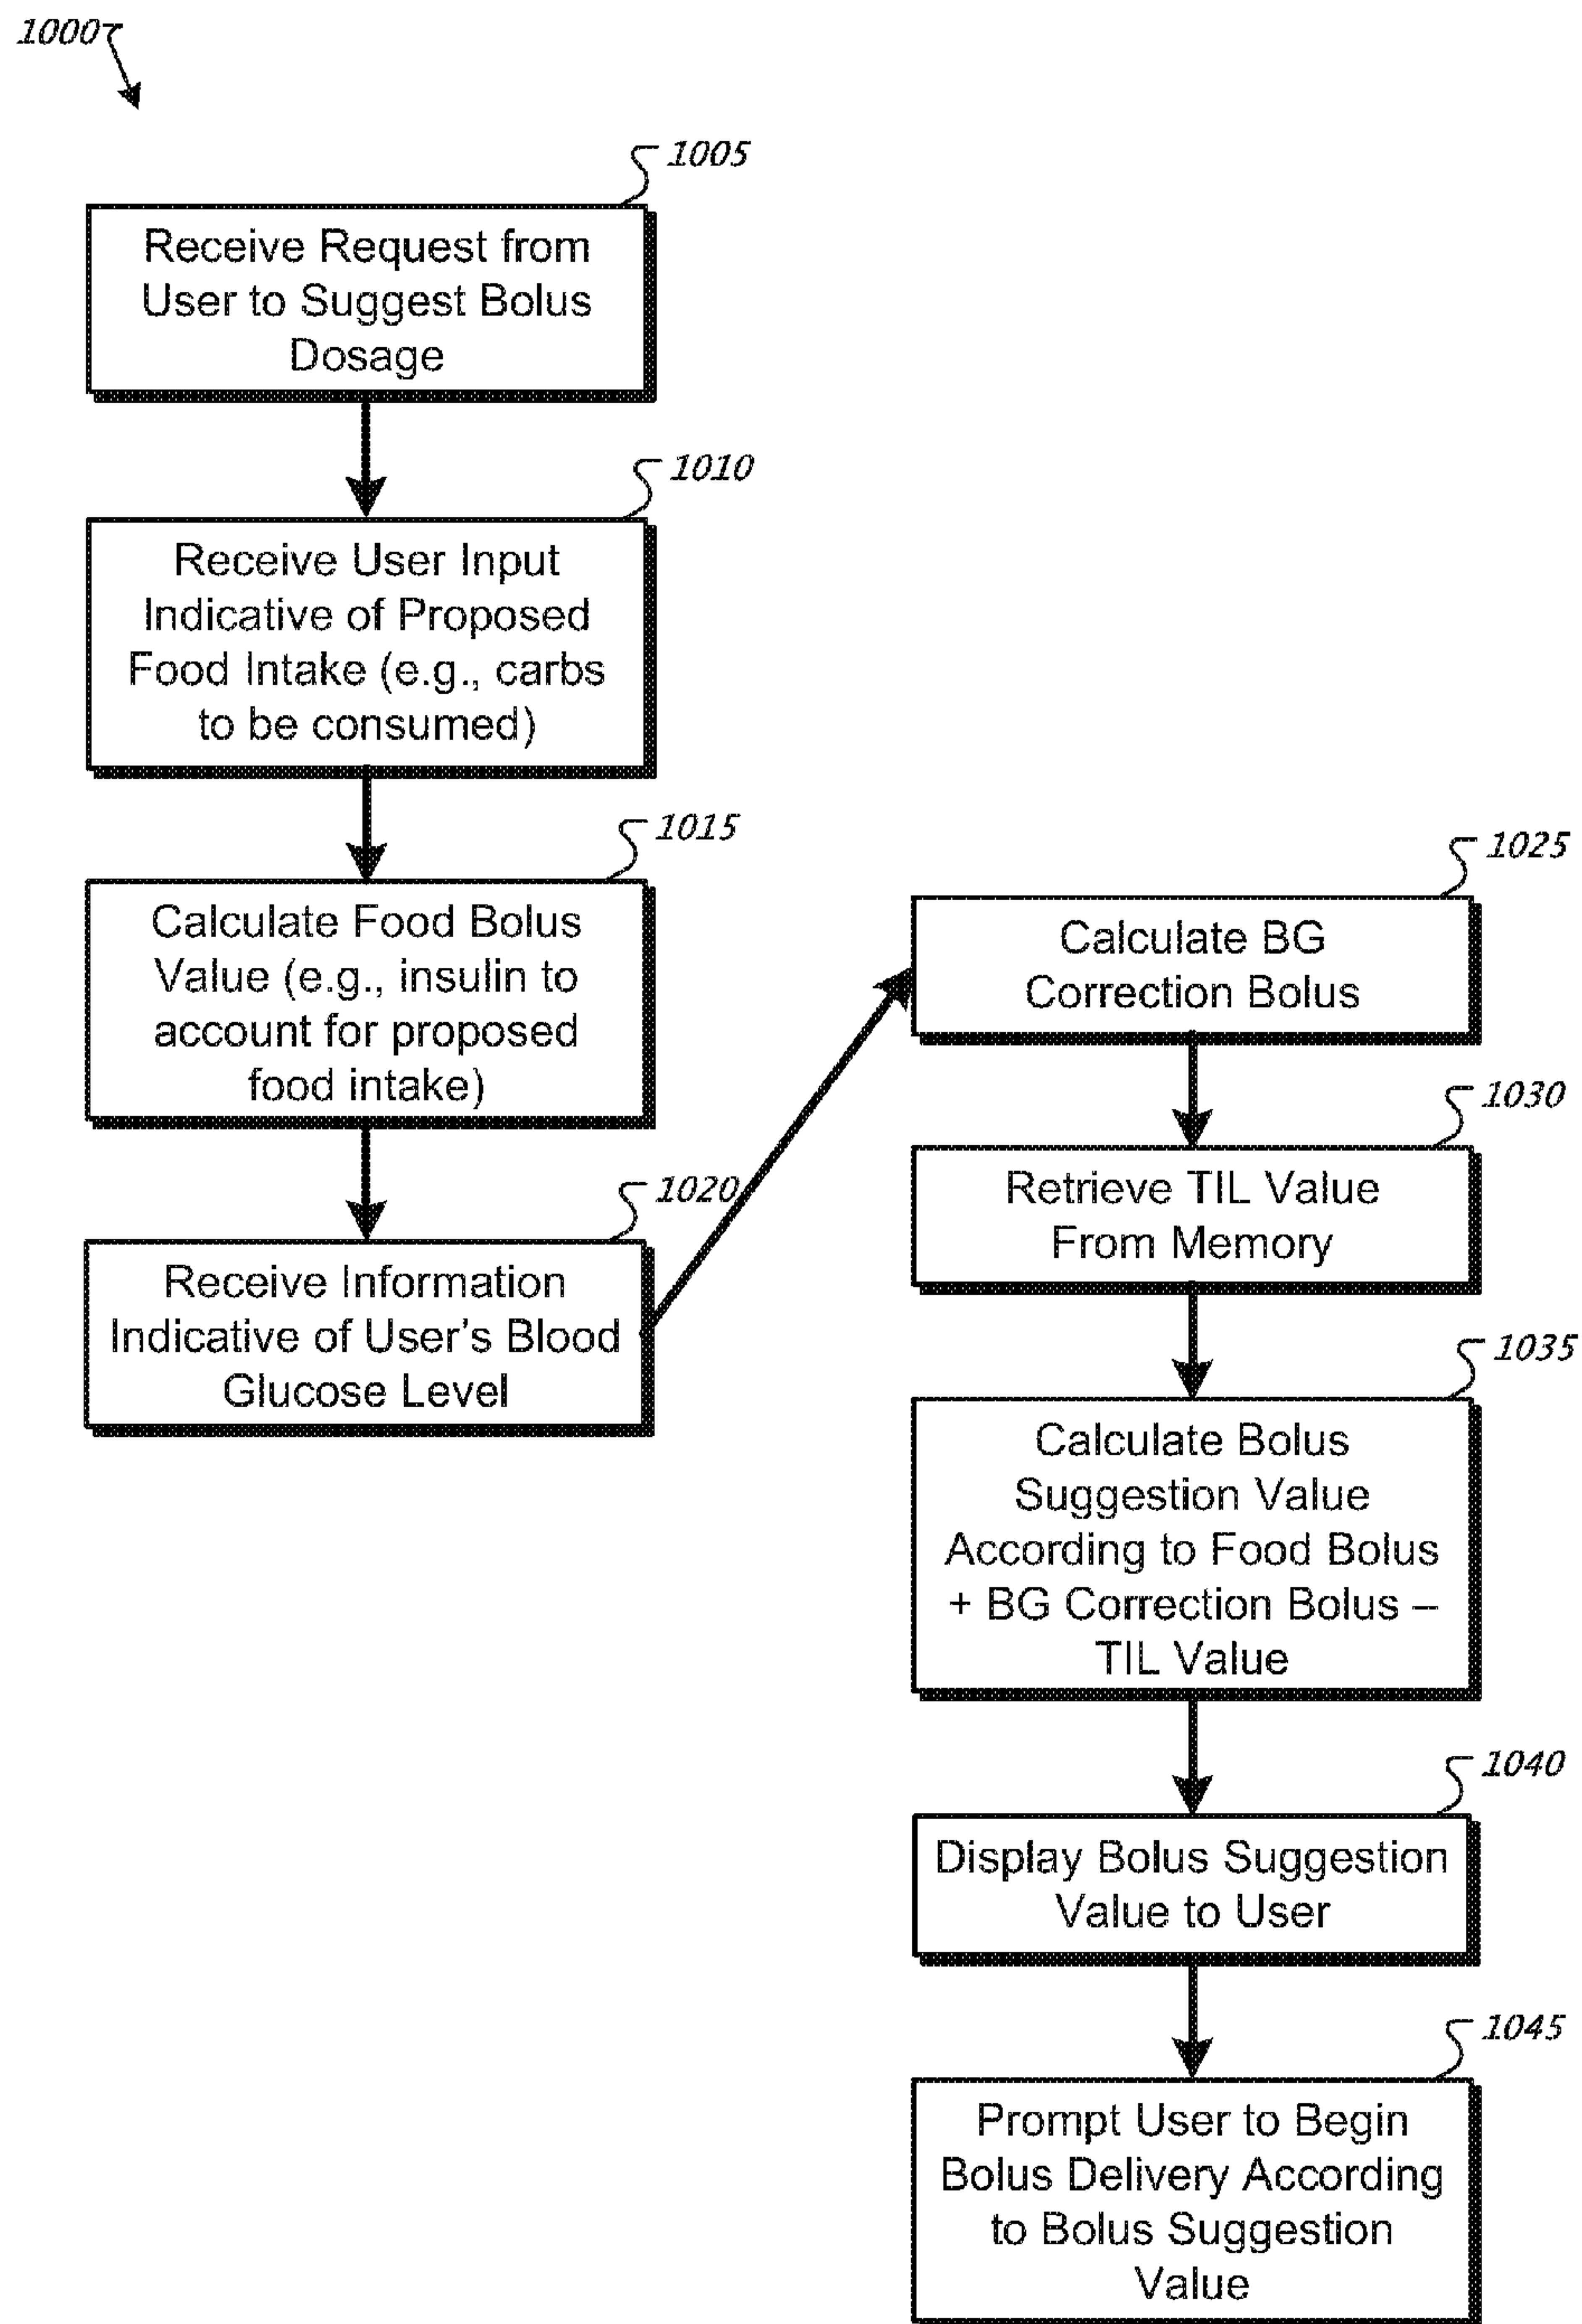 1000
1005
Receive Request from
User to Suggest Bolus
Dosage
1010
Receive User Input
Indicative of Proposed
Food Intake (e.g., carbs
to be consumed)
1015
Calculate Food Bolus
Value (e.g., insulin to
account for proposed
food intake)
1020
Receive Information
Indicative of User's Blood
Glucose Level
1025
Calculate BG
Correction Bolus
1030
Retrieve TIL Value
From Memory
1035
Calculate Bolus
Suggestion Value
According to Food Bolus
+ BG Correction Bolus –
TIL Value
1040
Display Bolus Suggestion
Value to User
1045
Prompt User to Begin
Bolus Delivery According
to Bolus Suggestion
Value